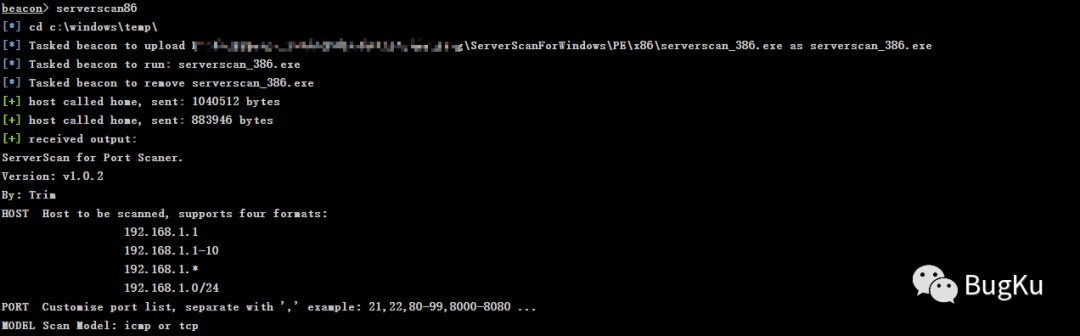 beacon> serverscan86
[*] cd c:\windows\temp\
[*] Tasked beacon to upload \ServerScanForWindows\PE\x86\serverscan_386.exe as serverscan_386.exe
[*] Tasked beacon to run: serverscan_386.exe
[*] Tasked beacon to remove serverscan_386.exe
[+] host called home, sent: 1040512 bytes
[+] host called home, sent: 883946 bytes
[+] received output:
ServerScan for Port Scaner.
Version: v1.0.2
By: Trim
HOST  Host to be scanned, supports four formats:
192.168.1.1
192.168.1.1-10
192.168.1.*
192.168.1.0/24
PORT  Customise port list, separate with ',' example: 21,22,80-99,8000-8080 ...
MODEL Scan Model: icmp or tcp
BugKu